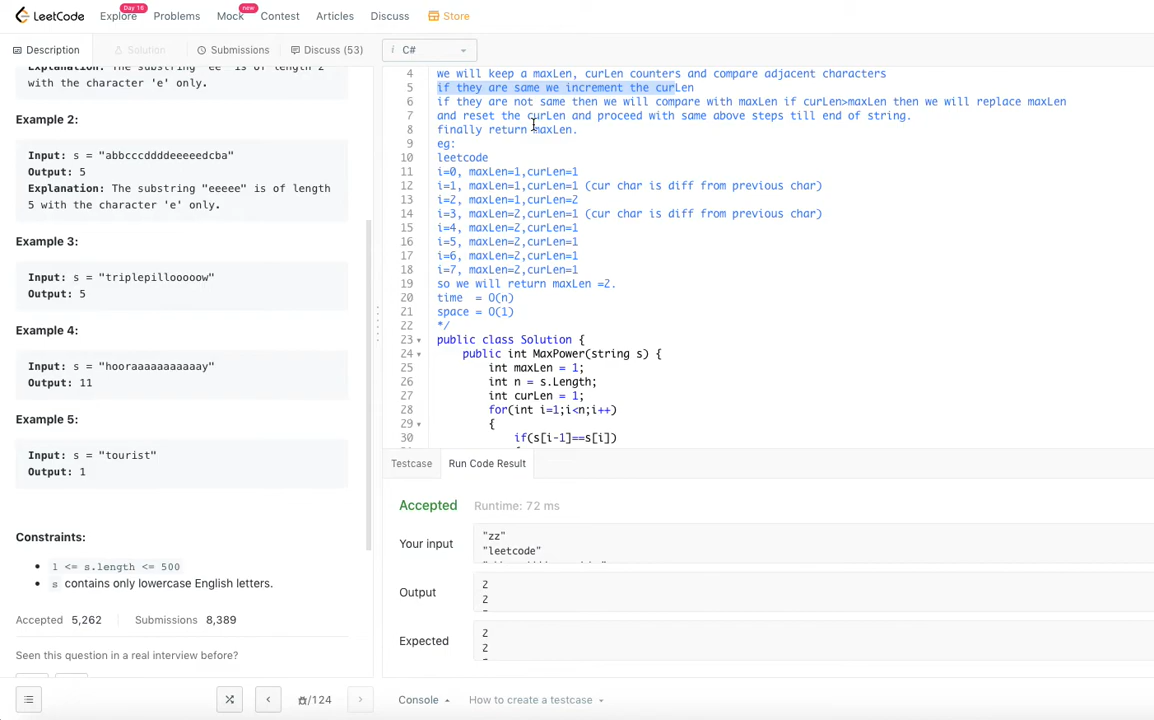 LeetCode
Day 16
Explore
Problems
new
Mock
Contest
Articles
Discuss
Store
Description
Solution
Submissions
Discuss (53)
i C#
Explanation: The substring "ee" is of length 2
with the character 'e' only.
Example 2:
Input: s = "abbcccddddeeeeedcba"
Output: 5
Explanation: The substring "eeeee" is of length
5 with the character 'e' only.
Example 3:
Input: s = "triplepillooooow"
Output: 5
Example 4:
Input: s = "hooraaaaaaaaaaay"
Output: 11
Example 5:
Input: s = "tourist"
Output: 1
Constraints:
1 <= s.length <= 500
s contains only lowercase English letters.
Accepted 5,262
Submissions 8,389
Seen this question in a real interview before?
4 we will keep a maxLen, curLen counters and compare adjacent characters
5 if they are same we increment the curLen
6 if they are not same then we will compare with maxLen if curLen>maxLen then we will replace maxLen
7 and reset the curLen and proceed with same above steps till end of string.
8 finally return maxLen.
9 eg:
10 leetcode
11 i=0, maxLen=1,curLen=1
12 i=1, maxLen=1,curLen=1 (cur char is diff from previous char)
13 i=2, maxLen=1,curLen=2
14 i=3, maxLen=2,curLen=1 (cur char is diff from previous char)
15 i=4, maxLen=2,curLen=1
16 i=5, maxLen=2,curLen=1
17 i=6, maxLen=2,curLen=1
18 i=7, maxLen=2,curLen=1
19 so we will return maxLen =2.
20 time  = O(n)
21 space = O(1)
22 */
23 public class Solution {
24 public int MaxPower(string s) {
25 int maxLen = 1;
26 int n = s.Length;
27 int curLen = 1;
28 for(int i=1;i<n;i++)
29 {
30 if(s[i-1]==s[i])
Testcase
Run Code Result
Accepted
Runtime: 72 ms
Your input
"zz"
"leetcode"
Output
2
2
Expected
2
2
/124
Console
How to create a testcase